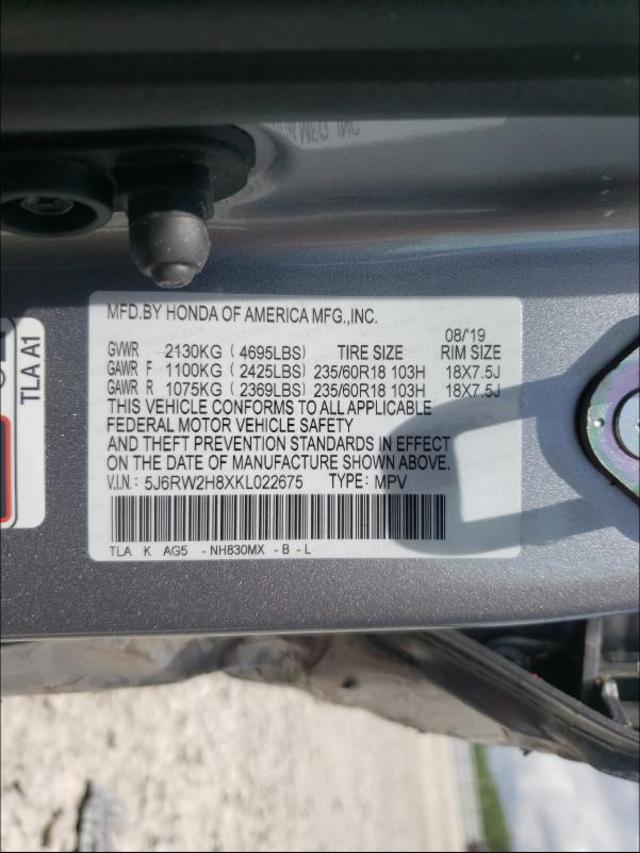 MFD.BY HONDA OF AMERICA MFG.,INC.
08/'19
GVWR 2130KG ( 4695LBS) TIRE SIZE RIM SIZE
GAWR F 1100KG ( 2425LBS) 235/60R18 103H 18X7.5J
GAWR R 1075KG ( 2369LBS) 235/60R18 103H 18X7.5J
THIS VEHICLE CONFORMS TO ALL APPLICABLE
FEDERAL MOTOR VEHICLE SAFETY
AND THEFT PREVENTION STANDARDS IN EFFECT
ON THE DATE OF MANUFACTURE SHOWN ABOVE.
V.I.N: 5J6RW2H8XKL022675 TYPE: MPV
TLA K AG5 -NH830MX -B -L
TLA A1